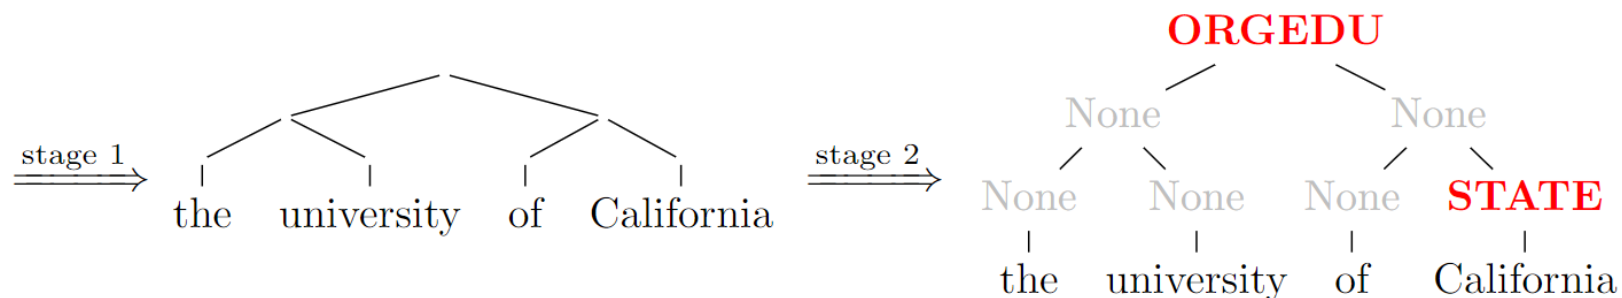 ORGEDU
None None
stage 1 stage 2
None None None STATE
the university of California
the university of California